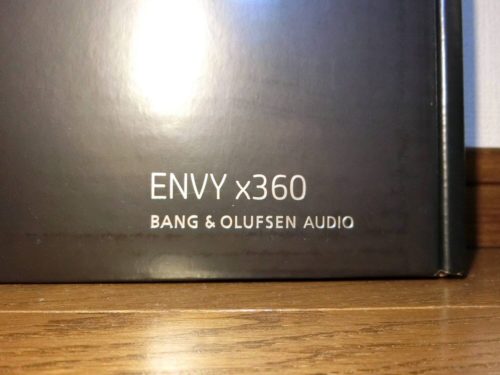 ENVY x360
BANG & OLUFSEN AUDIO